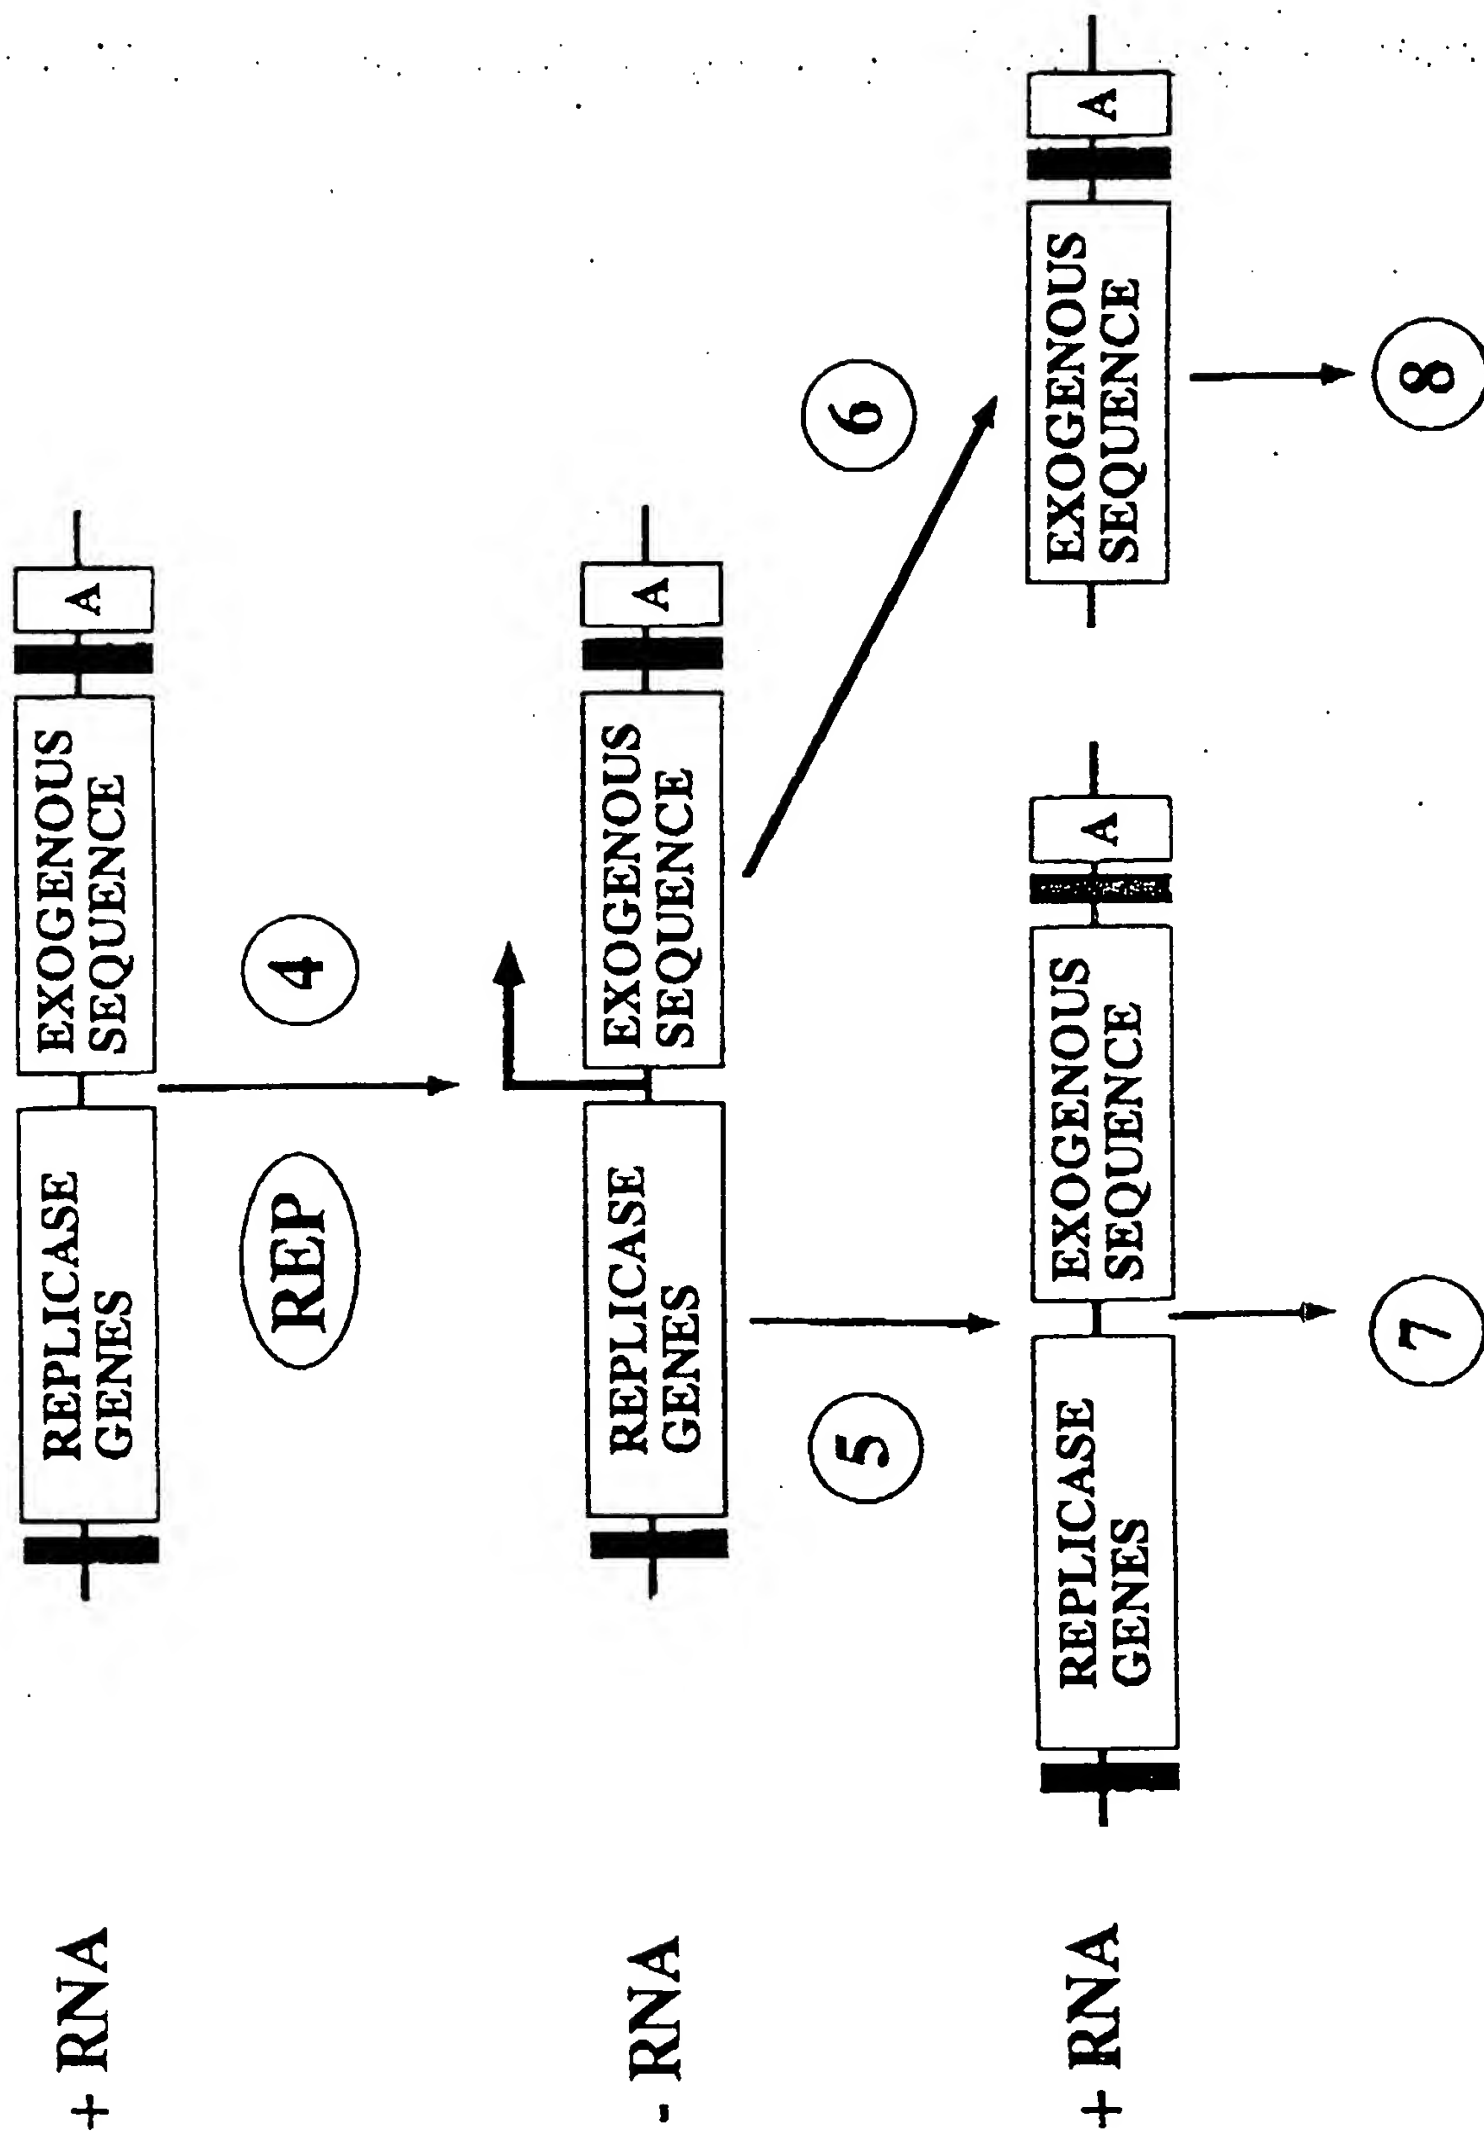 + RNA
REPLICASE
GENES
EXOGENOUS
SEQUENCE
A
REP
4
- RNA
REPLICASE
GENES
EXOGENOUS
SEQUENCE
A
5
6
+ RNA
REPLICASE
GENES
EXOGENOUS
SEQUENCE
A
EXOGENOUS
SEQUENCE
A
7
8